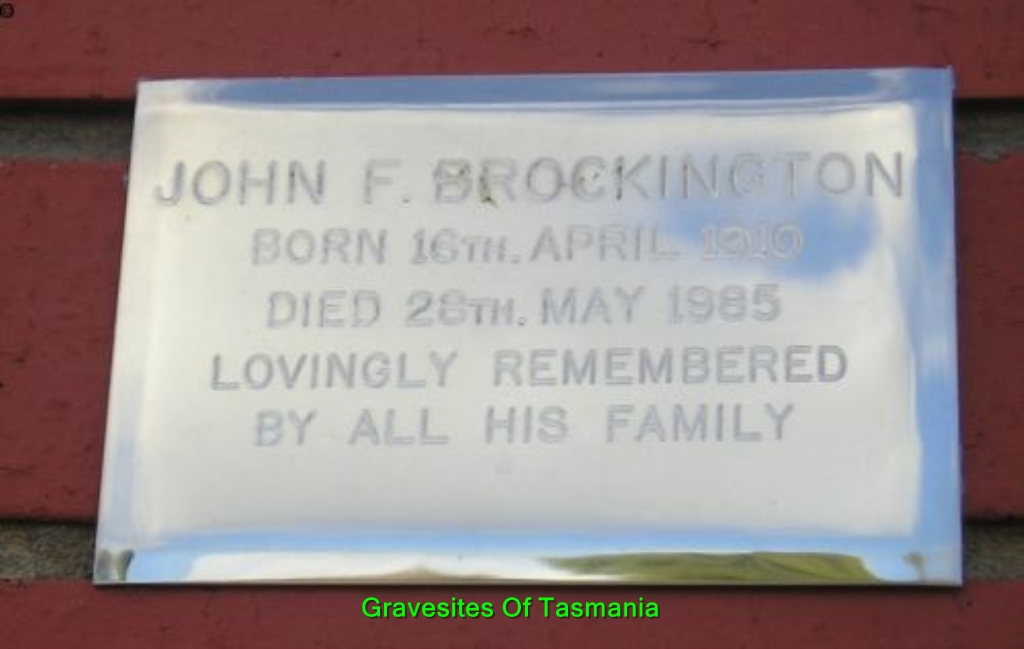 JOHN F. BROCKINGTON
BORN 16TH. APRIL 1910
DIED 28TH. MAY 1985
LOVINGLY REMEMBERED
BY ALL HIS FAMILY
Gravesites Of Tasmania